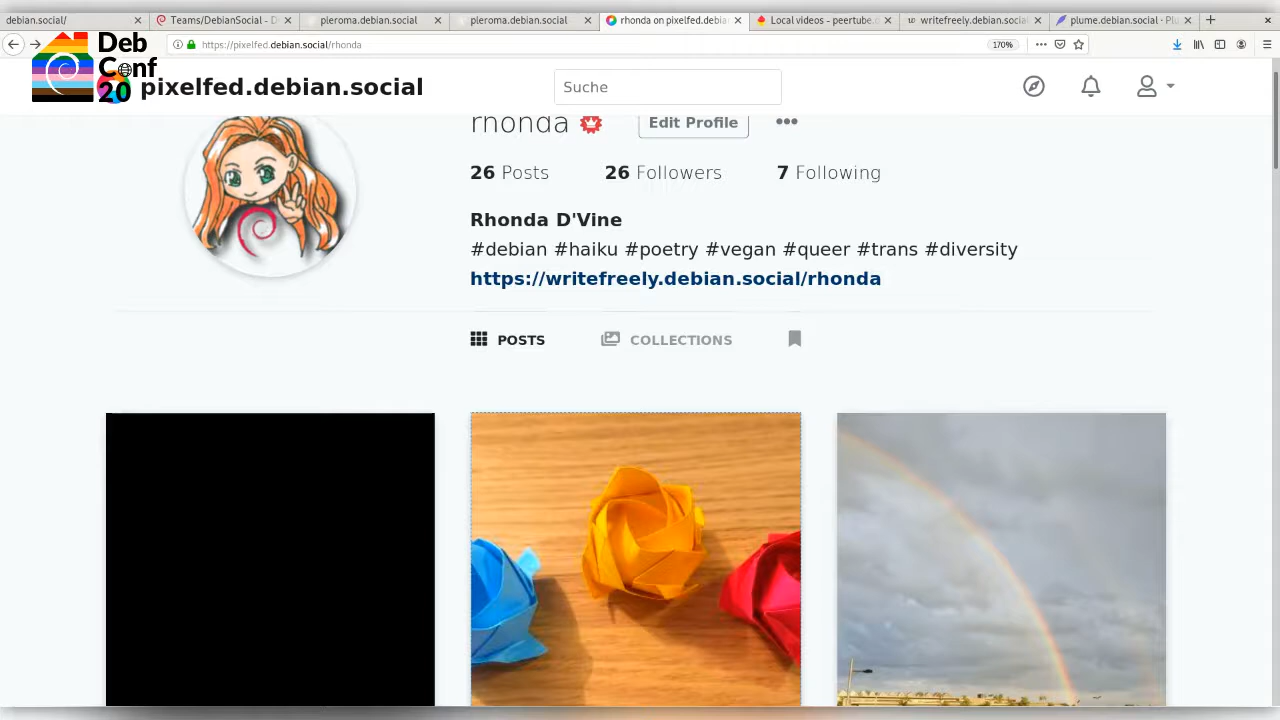 debian.social/
Teams/DebianSocial - D
pleroma.debian.social
pleroma.debian.social
rhonda on pixelfed.debia
Local videos - peertube.d
writefreely.debian.social
plume.debian.social · Plu
https://pixelfed.debian.social/rhonda
170%
Deb
Conf
20
pixelfed.debian.social
Suche
rhonda
Edit Profile
26 Posts
26 Followers
7 Following
Rhonda D'Vine
#debian #haiku #poetry #vegan #queer #trans #diversity
https://writefreely.debian.social/rhonda
POSTS
COLLECTIONS